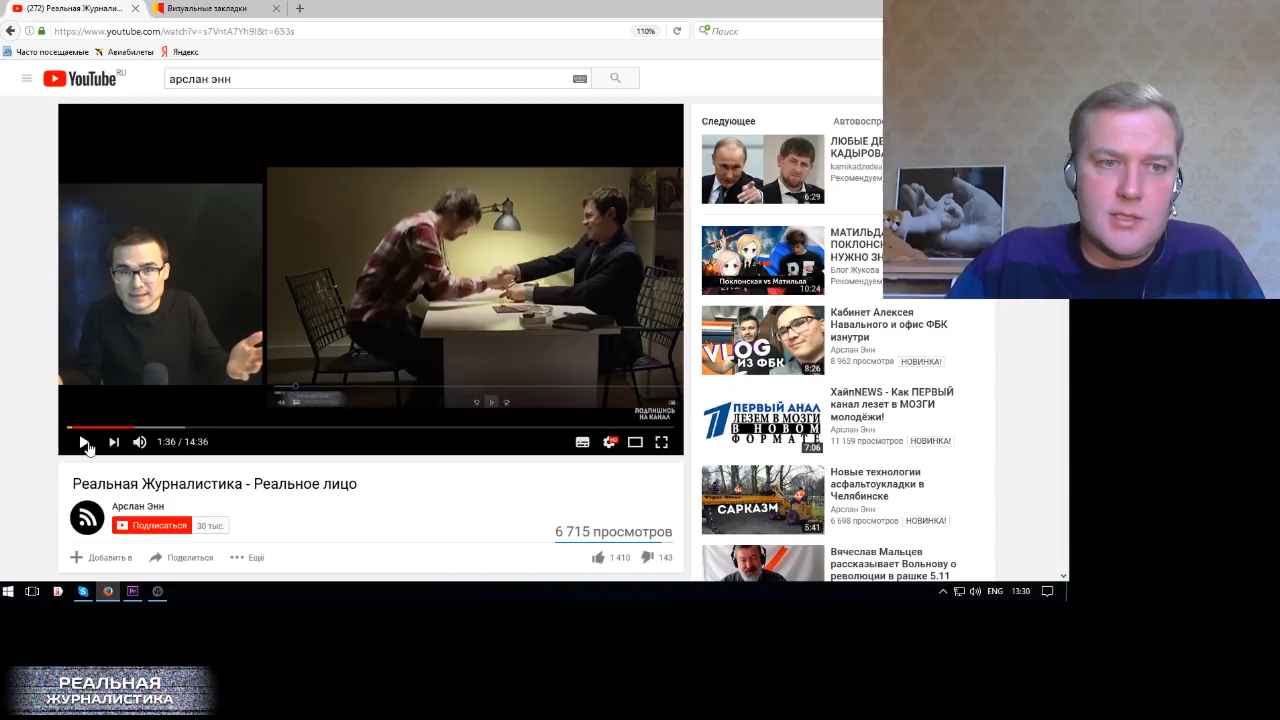 (272) Реальная Журнали...
Визуальные закладки
https://www.youtube.com/watch?v=s7VntA7Yh9I&t=653s
110%
Поиск
Часто посещаемые
Авиабилеты
Яндекс
YouTube RU
арслан энн
ПОДПИШИСЬ
НА КАНАЛ
1:36 / 14:36
Реальная Журналистика - Реальное лицо
Арслан Энн
Подписаться
30 тыс.
6 715 просмотров
Добавить в
Поделиться
Ещё
1 410
143
Следующее
Автовоспр
6:29
ЛЮБЫЕ ДЕ
КАДЫРОВА
kamikadzedea
Рекомендуем
Поклонская vs Матильда
10:24
МАТИЛЬДА
ПОКЛОНСК
НУЖНО ЗН
Блог Жукова
Рекомендуем
VLOG
ИЗ ФБК
8:26
Кабинет Алексея
Навального и офис ФБК
изнутри
Арслан Энн
8 962 просмотра
НОВИНКА!
ПЕРВЫЙ АНАЛ
ЛЕЗЕМ В МОЗГИ
В НОВОМ
ФОРМАТЕ
7:06
ХайпNEWS - Как ПЕРВЫЙ
канал лезет в МОЗГИ
молодёжи!
Арслан Энн
11 159 просмотров
НОВИНКА!
САРКАЗМ
5:41
Новые технологии
асфальтоукладки в
Челябинске
Арслан Энн
6 698 просмотров
НОВИНКА!
Вячеслав Мальцев
рассказывает Вольнову о
революции в рашке 5.11
ENG
13:30
РЕАЛЬНАЯ
ЖУРНАЛИСТИКА